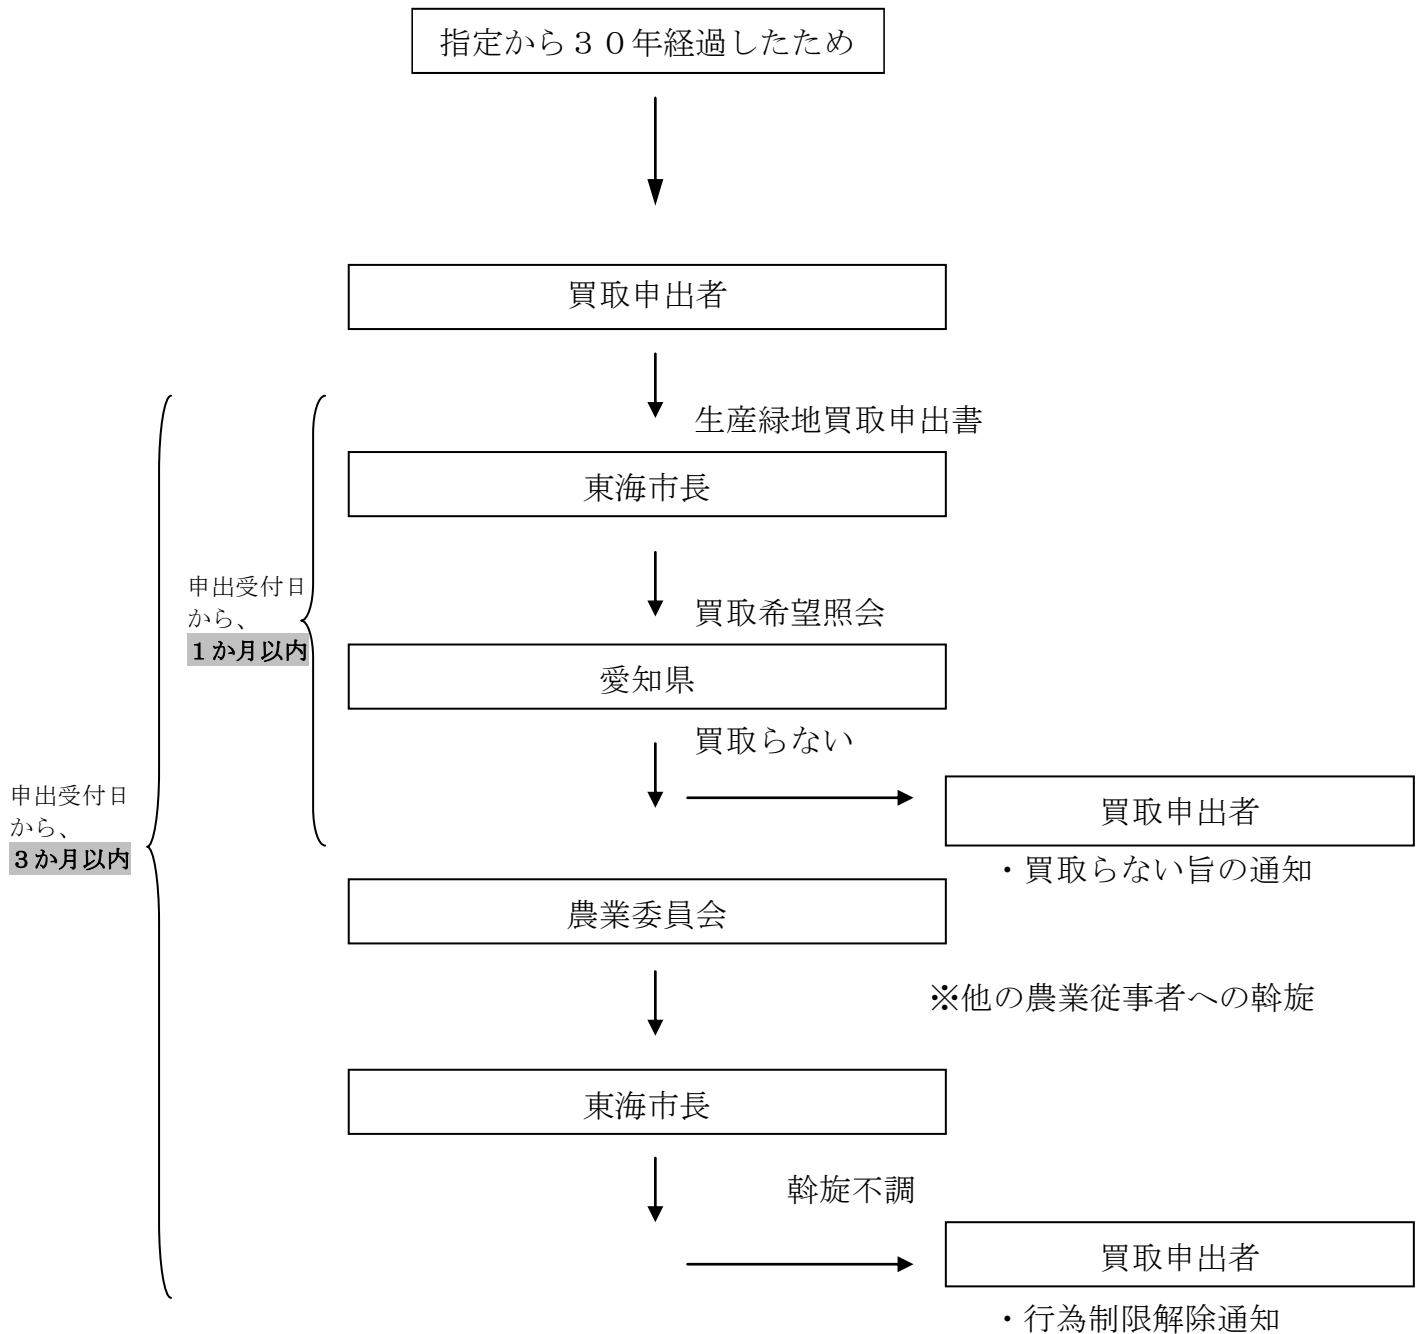 指定から３０年経過したため
買取申出者
生産緑地買取申出書
東海市長
申出受付日
から、
１か月以内
買取希望照会
愛知県
買取らない
申出受付日
から、
３か月以内
買取申出者
・買取らない旨の通知
農業委員会
※他の農業従事者への斡旋
東海市長
斡旋不調
買取申出者
・行為制限解除通知